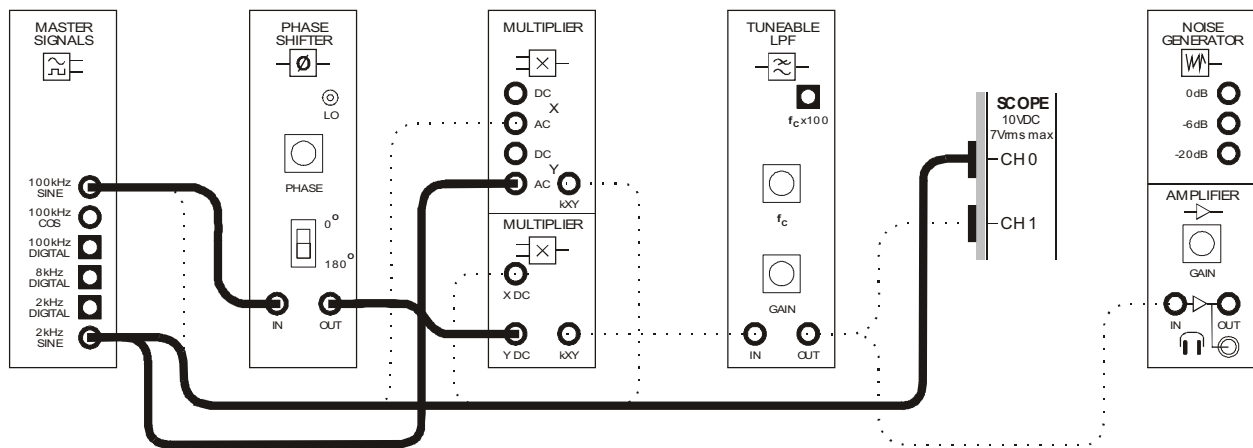 MASTER
SIGNALS
100kHz
SINE
100kHz
COS
100kHz
DIGITAL
8kHz
DIGITAL
2kHz
DIGITAL
2kHz
SINE
PHASE
SHIFTER
Ø
LO
PHASE
0°
180°
IN OUT
MULTIPLIER
X
DC
X
AC
DC
Y
AC
kXY
MULTIPLIER
X
X DC
Y DC kXY
TUNEABLE
LPF
fcx100
fc
GAIN
IN OUT
SCOPE
10VDC
7Vrms max
CH 0
CH 1
NOISE
GENERATOR
0dB
-6dB
-20dB
AMPLIFIER
GAIN
IN OUT